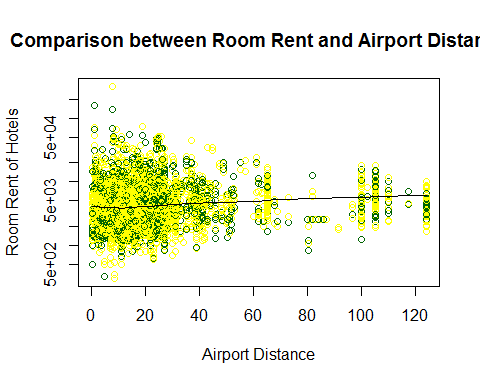 Comparison between Room Rent and Airport Distan
Room Rent of Hotels
5e+04
5e+03
5e+02
0 20 40 60 80 100 120
Airport Distance